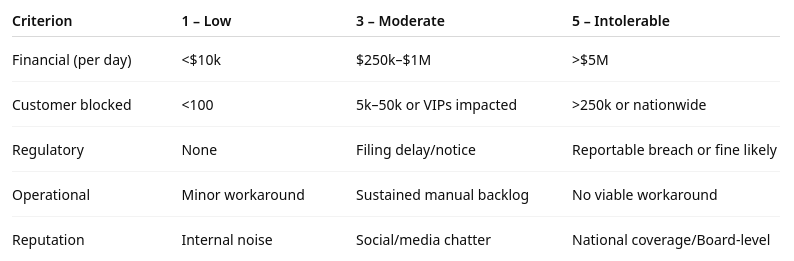 Criterion 1 – Low 3 – Moderate 5 – Intolerable
Financial (per day) <$10k $250k–$1M >$5M
Customer blocked <100 5k–50k or VIPs impacted >250k or nationwide
Regulatory None Filing delay/notice Reportable breach or fine likely
Operational Minor workaround Sustained manual backlog No viable workaround
Reputation Internal noise Social/media chatter National coverage/Board-level